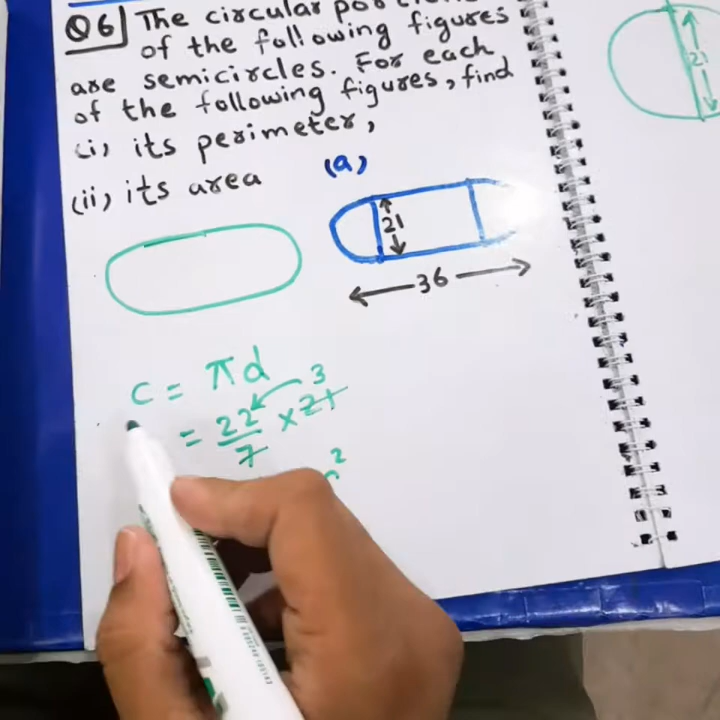 Q6 The circular portions
of the following figures
are semicircles. For each
of the following figures, find
(i) its perimeter,
(ii) its area
(a)
21
36
21
C = πd
3
= 22/7 × 21
2